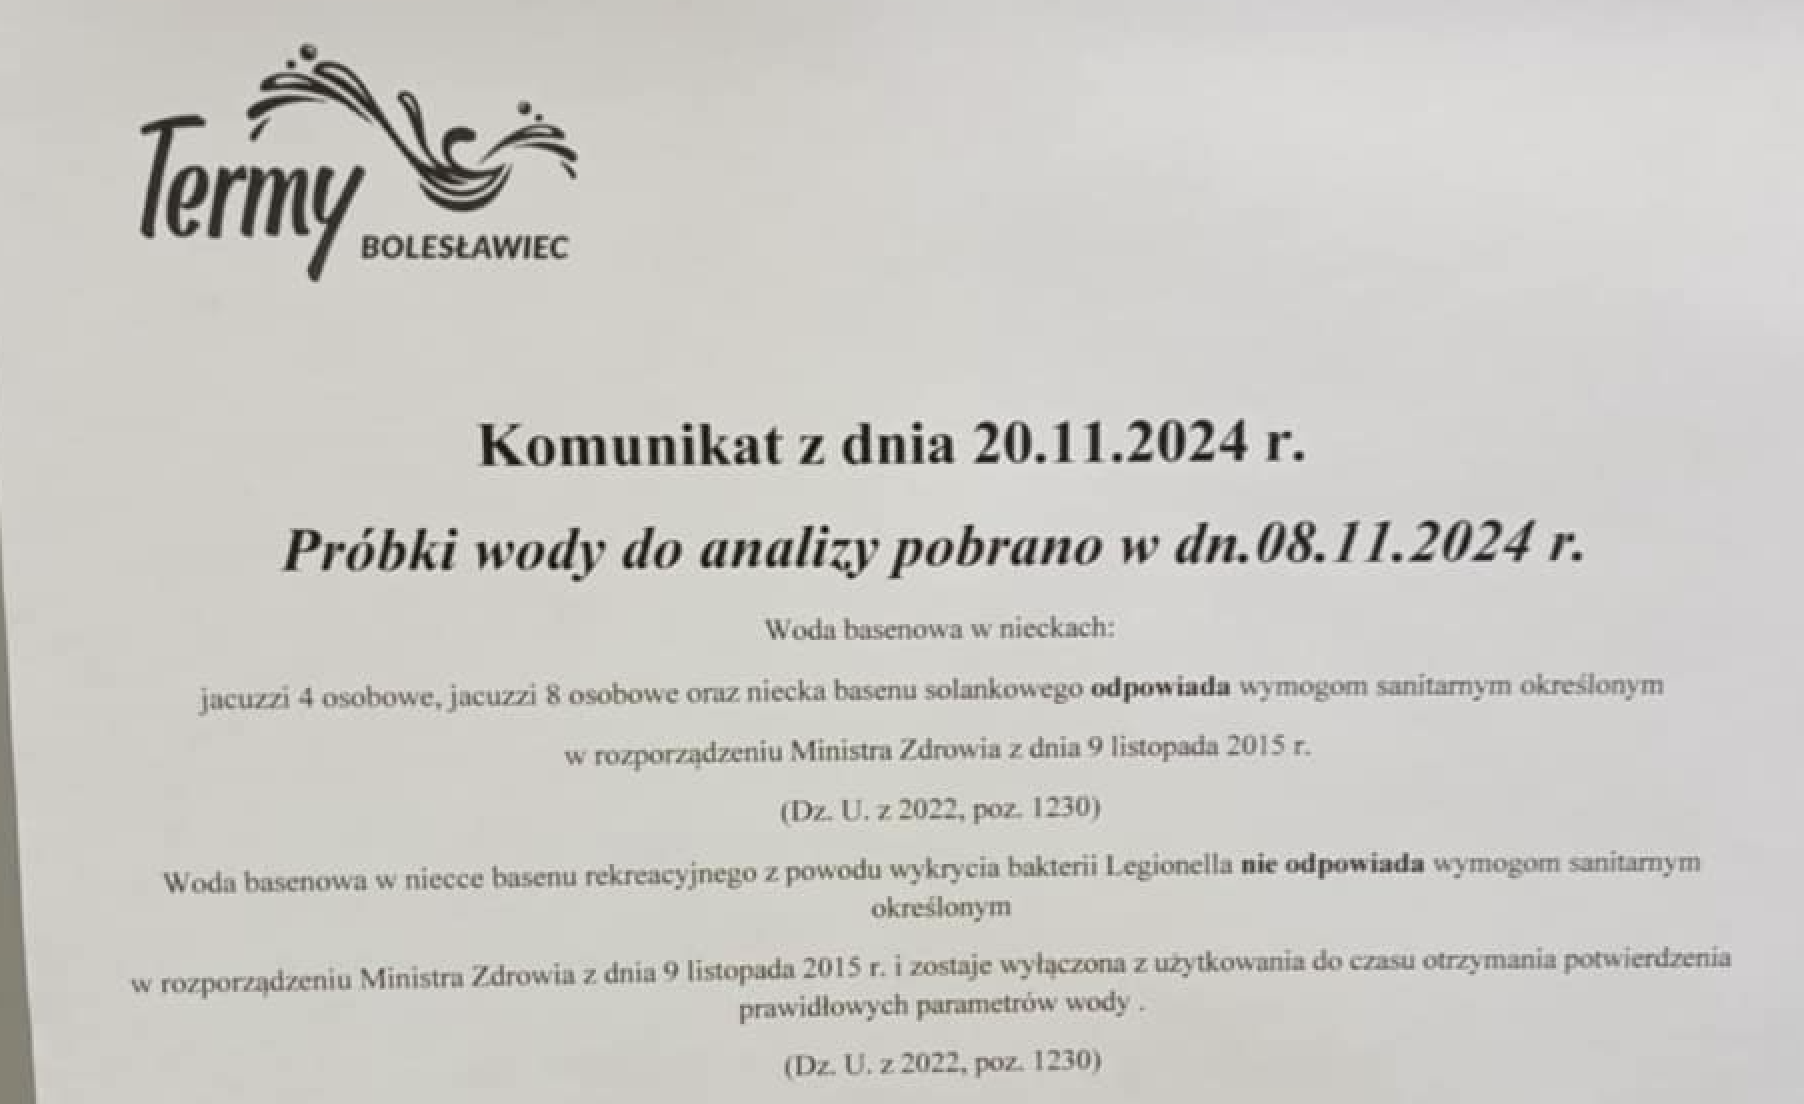 Termy
BOLESŁAWIEC
Komunikat z dnia 20.11.2024 r.
Próbki wody do analizy pobrano w dn.08.11.2024 r.
Woda basenowa w nieckach:
jacuzzi 4 osobowe, jacuzzi 8 osobowe oraz niecka basenu solankowego odpowiada wymogom sanitarnym określonym
w rozporządzeniu Ministra Zdrowia z dnia 9 listopada 2015 r.
(Dz. U. z 2022, poz. 1230)
Woda basenowa w niecce basenu rekreacyjnego z powodu wykrycia bakterii Legionella nie odpowiada wymogom sanitarnym
określonym
w rozporządzeniu Ministra Zdrowia z dnia 9 listopada 2015 r. i zostaje wyłączona z użytkowania do czasu otrzymania potwierdzenia
prawidłowych parametrów wody .
(Dz. U. z 2022, poz. 1230)